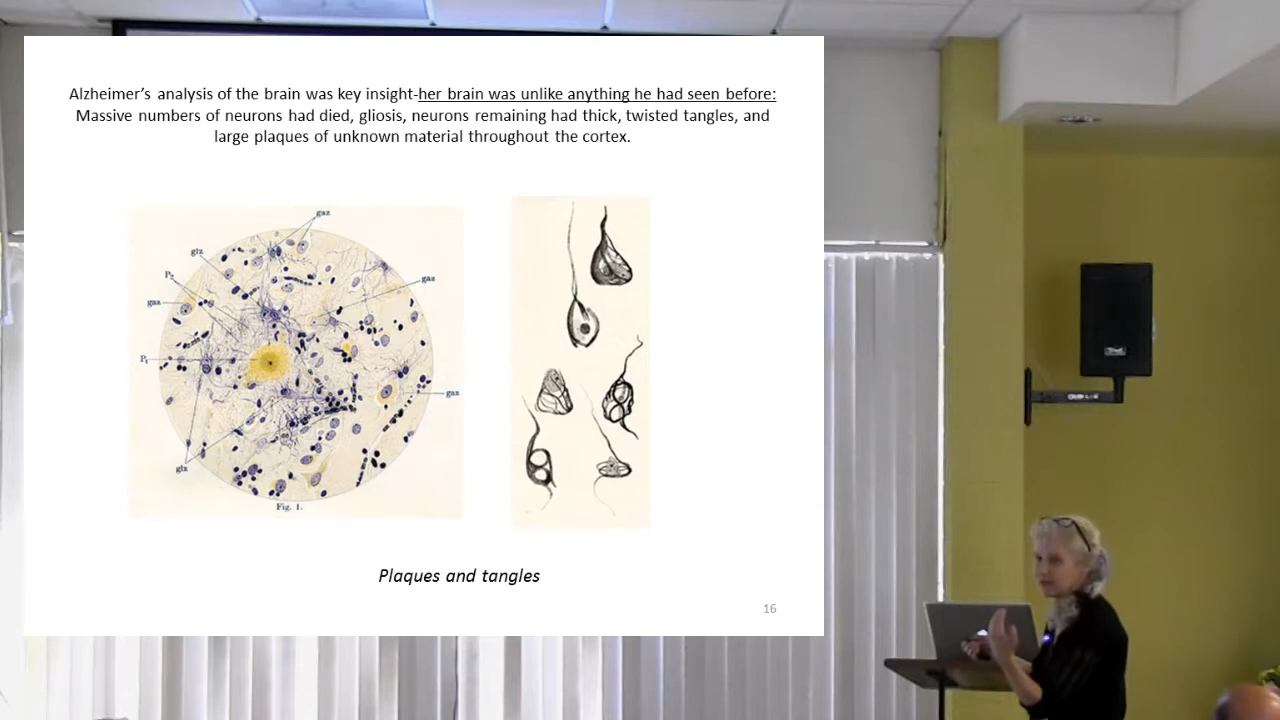 Alzheimer’s analysis of the brain was key insight-her brain was unlike anything he had seen before:
Massive numbers of neurons had died, gliosis, neurons remaining had thick, twisted tangles, and
large plaques of unknown material throughout the cortex.
gaz
glz
P₂
gaz
gaz
P₁
gaz
glz
Fig. 1.
Plaques and tangles
16